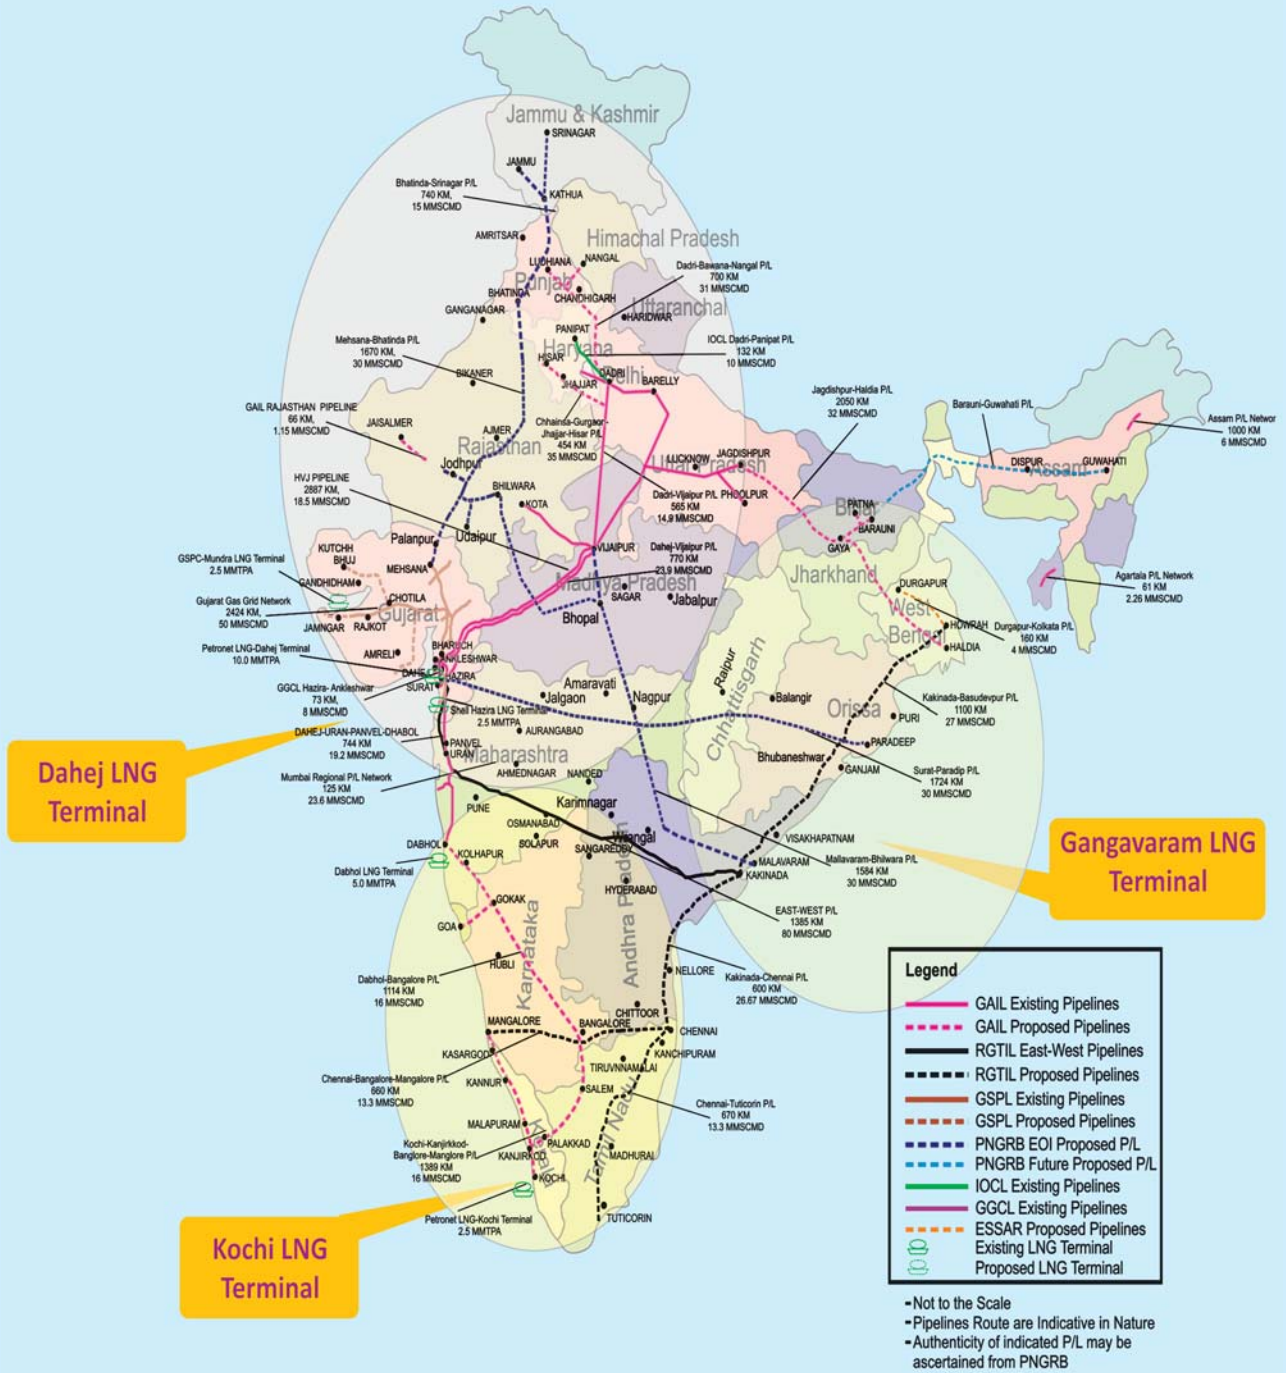 Jammu & Kashmir
SRINAGAR
JAMMU
KATHUA
Bhatinda-Srinagar P/L
740 KM,
15 MMSCMD
AMRITSAR
Himachal Pradesh
LUDHIANA
NANGAL
Punjab
CHANDHIGARH
Dadri-Bawana-Nangal P/L
700 KM
31 MMSCMD
BHATINDA
Uttaranchal
HARIDWAR
GANGANAGAR
PANIPAT
Haryana
IOCL Dadri-Panipat P/L
132 KM
10 MMSCMD
Mehsana-Bhatinda P/L
1670 KM,
30 MMSCMD
HISAR
JHAJJAR
DADRI
BARELLY
BIKANER
Chhainsa-Gurgaor -
Jhajjar-Hisar P/L
454 KM
35 MMSCMD
Jagdishpur-Haldia P/L
2050 KM
32 MMSCMD
Barauni-Guwahati P/L
Assam P/L Networ
1000 KM
6 MMSCMD
GAIL RAJASTHAN PIPELINE
66 KM,
1.15 MMSCMD
JAISALMER
AJMER
Rajasthan
Jodhpur
LUCKNOW
JAGDISHPUR
Uttar Pradesh
PHOOLPUR
DISPUR
Assam
GUWAHATI
HVJ PIPELINE
2887 KM,
18.5 MMSCMD
BHILWARA
KOTA
Dadri-Vijaipur P/L
565 KM
14.9 MMSCMD
PATNA
Bihar
BARAUNI
GAYA
Palanpur
Udaipur
VIJAIPUR
Dahej-Vijaipur P/L
770 KM
23.9 MMSCMD
KUTCHH
BHUJ
MEHSANA
GSPC-Mundra LNG Terminal
2.5 MMTPA
GANDHIDHAM
Madhya Pradesh
SAGAR
Jabalpur
Jharkhand
DURGAPUR
Agartala P/L Network
61 KM
2.26 MMSCMD
Gujarat Gas Grid Network
2424 KM,
50 MMSCMD
CHOTILA
Gujarat
JAMNGAR
RAJKOT
Bhopal
West
Bengal
HOWRAH
HALDIA
Durgapur-Kolkata P/L
160 KM
4 MMSCMD
Petronet LNG-Dahej Terminal
10.0 MMTPA
AMRELI
BHARUCH
ANKLESHWAR
DAHEJ
HAZIRA
SURAT
GGCL Hazira- Ankleshwar
73 KM,
8 MMSCMD
Shell Hazira LNG Terminal
2.5 MMTPA
Amaravati
Jalgaon
Nagpur
Raipur
Chhattisgarh
Balangir
Orissa
PURI
Kakinada-Basudevpur P/L
1100 KM
27 MMSCMD
DAHEJ-URAN-PANVEL-DHABOL
744 KM
19.2 MMSCMD
AURANGABAD
PANVEL
URAN
Maharashtra
AHMEDNAGAR
NANDED
Bhubaneshwar
PARADEEP
GANJAM
Surat-Paradip P/L
1724 KM
30 MMSCMD
Dahej LNG
Terminal
Mumbai Regional P/L Network
125 KM
23.6 MMSCMD
PUNE
OSMANABAD
SOLAPUR
Karimnagar
SANGAREDDY
VISAKHAPATNAM
DABHOL
KOLHAPUR
Dabhol LNG Terminal
5.0 MMTPA
HYDERABAD
MALAVARAM
KAKINADA
Mallavaram-Bhilwara P/L
1584 KM
30 MMSCMD
Gangavaram LNG
Terminal
GOKAK
GOA
EAST-WEST P/L
1385 KM
80 MMSCMD
HUBLI
Karnataka
Andhra Pradesh
Dabhol-Bangalore P/L
1114 KM
16 MMSCMD
NELLORE
Kakinada-Chennai P/L
600 KM
26.67 MMSCMD
CHITTOOR
MANGALORE
BANGALORE
CHENNAI
KASARGOD
KANCHIPURAM
TIRUVNNAMALAI
Chennai-Bangalore-Mangalore P/L
660 KM
13.3 MMSCMD
KANNUR
SALEM
Chennai-Tuticorin P/L
670 KM
13.3 MMSCMD
MALAPURAM
Tamil Nadu
Kerala
Kochi-Kanjirkkod-
Banglore-Manglore P/L
1389 KM
16 MMSCMD
PALAKKAD
KANJIRKOD
MADHURAI
KOCHI
Petronet LNG-Kochi Terminal
2.5 MMTPA
TUTICORIN
Kochi LNG
Terminal
Legend
GAIL Existing Pipelines
GAIL Proposed Pipelines
RGTIL East-West Pipelines
RGTIL Proposed Pipelines
GSPL Existing Pipelines
GSPL Proposed Pipelines
PNGRB EOI Proposed P/L
PNGRB Future Proposed P/L
IOCL Existing Pipelines
GGCL Existing Pipelines
ESSAR Proposed Pipelines
Existing LNG Terminal
Proposed LNG Terminal
-Not to the Scale
-Pipelines Route are Indicative in Nature
-Authenticity of indicated P/L may be
ascertained from PNGRB